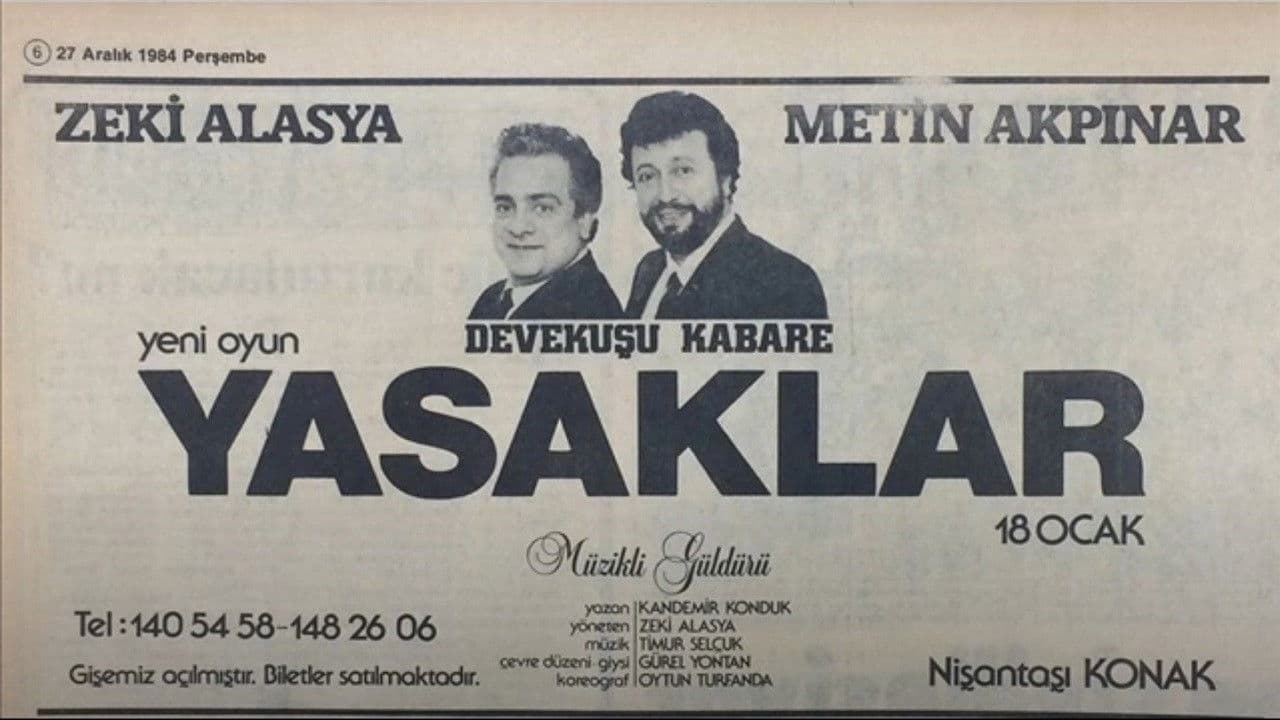 6 27 Aralık 1984 Perşembe
ZEKİ ALASYA
METİN AKPINAR
DEVEKUŞU KABARE
yeni oyun
YASAKLAR
18 OCAK
Müzikli Güldürü
yazan KANDEMİR KONDUK
yöneten ZEKİ ALASYA
müzik TİMUR SELÇUK
çevre düzeni-giysi GÜREL YONTAN
koreograf OYTUN TURFANDA
Tel: 140 54 58-148 26 06
Gişemiz açılmıştır. Biletler satılmaktadır.
Nişantaşı KONAK